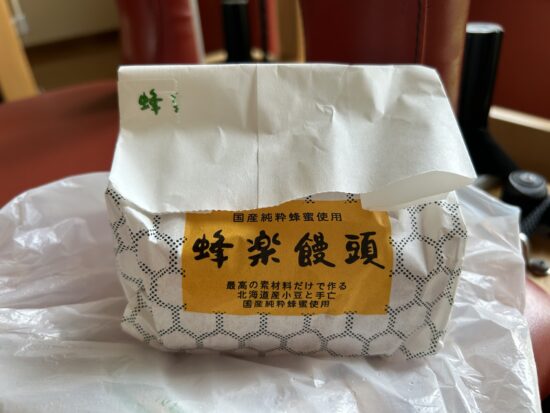 蜂
国産純粋蜂蜜使用
蜂楽饅頭
最高の素材料だけで作る
北海道産小豆と手亡
国産純粋蜂蜜使用